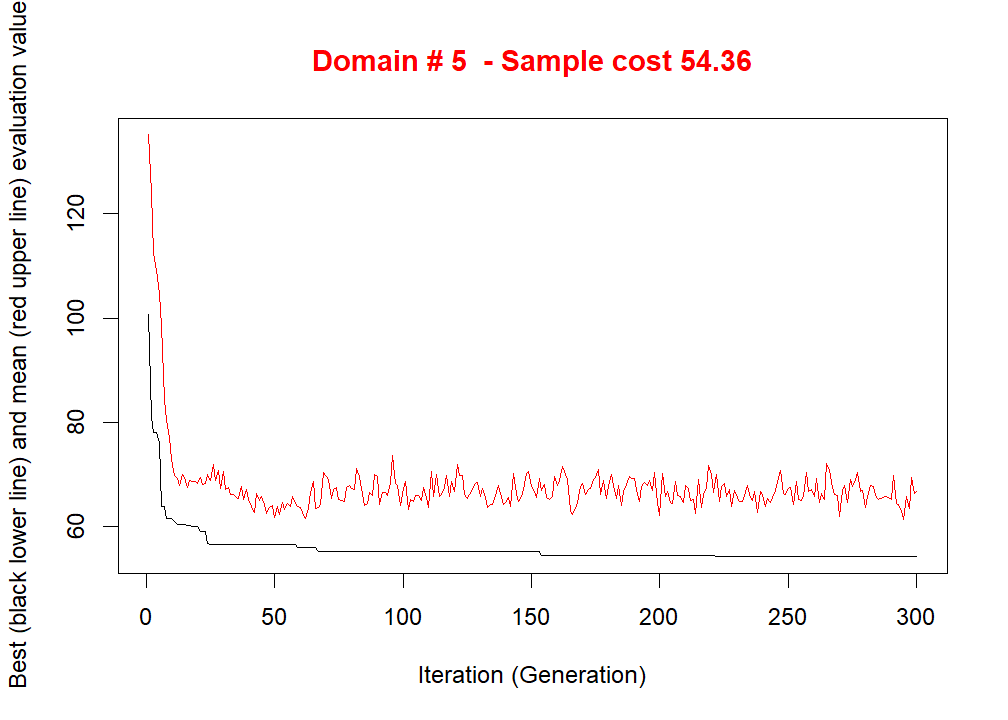 Domain # 5  - Sample cost 54.36
Best (black lower line) and mean (red upper line) evaluation value
120
100
80
60
0 50 100 150 200 250 300
Iteration (Generation)